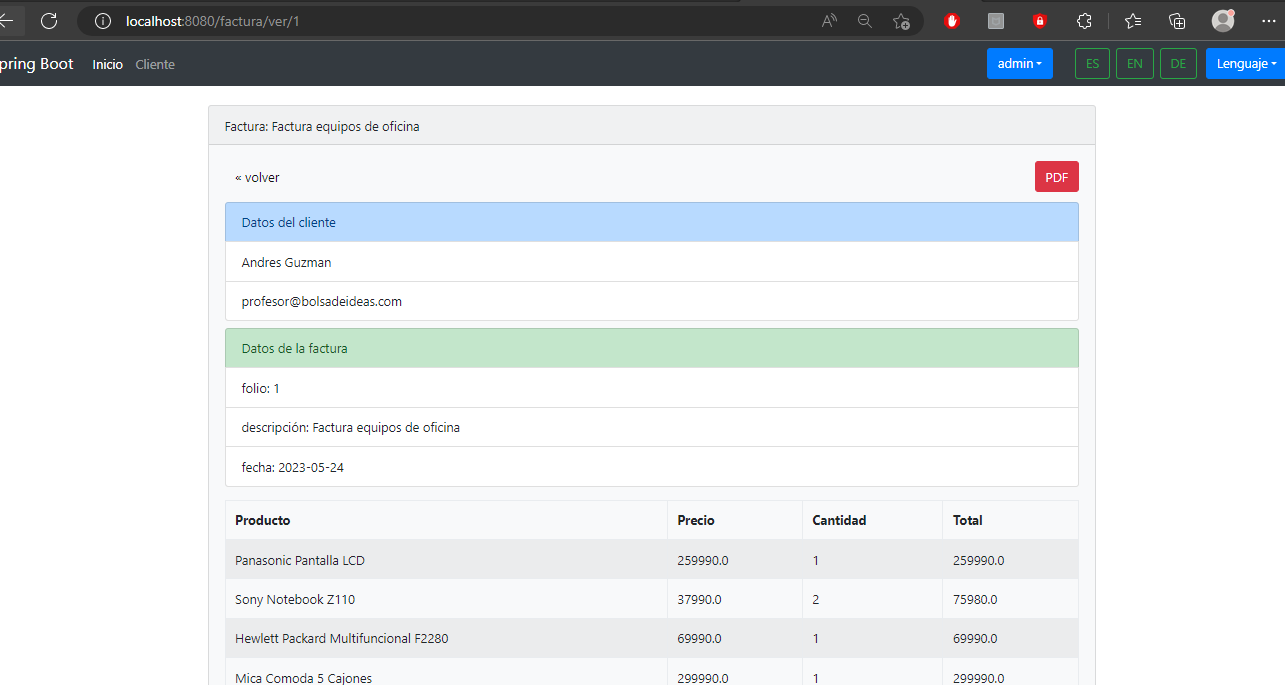 localhost:8080/factura/ver/1
pring Boot Inicio Cliente admin ES EN DE Lenguaje
Factura: Factura equipos de oficina
« volver PDF
Datos del cliente
Andres Guzman
profesor@bolsadeideas.com
Datos de la factura
folio: 1
descripción: Factura equipos de oficina
fecha: 2023-05-24
Producto Precio Cantidad Total
Panasonic Pantalla LCD 259990.0 1 259990.0
Sony Notebook Z110 37990.0 2 75980.0
Hewlett Packard Multifuncional F2280 69990.0 1 69990.0
Mica Comoda 5 Cajones 299990.0 1 299990.0